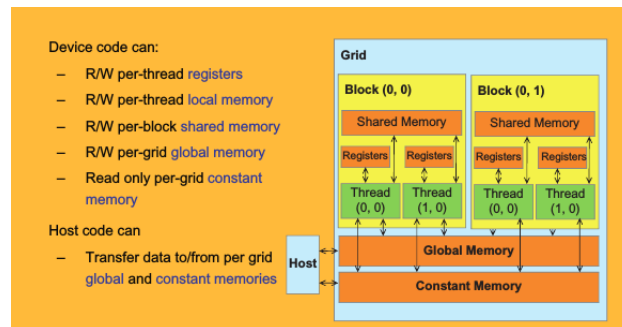 Device code can:
– R/W per-thread registers
– R/W per-thread local memory
– R/W per-block shared memory
– R/W per-grid global memory
– Read only per-grid constant
memory
Host code can
– Transfer data to/from per grid
global and constant memories
Grid
Block (0, 0)
Block (0, 1)
Shared Memory
Shared Memory
Registers
Registers
Registers
Registers
Thread
(0, 0)
Thread
(1, 0)
Thread
(0, 0)
Thread
(1, 0)
Host
Global Memory
Constant Memory